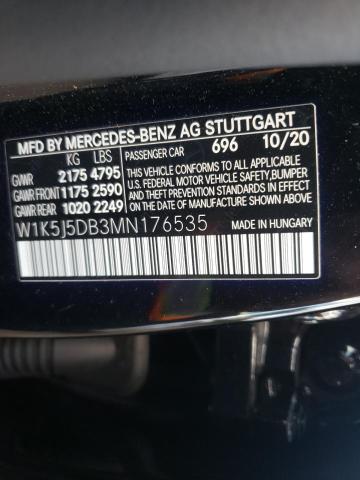 MFD BY MERCEDES-BENZ AG STUTTGART
KG LBS PASSENGER CAR 696 10/20
GVWR 2175 4795 THIS VEHICLE CONFORMS TO ALL APPLICABLE
GAWR FRONT 1175 2590 U.S. FEDERAL MOTOR VEHICLE SAFETY, BUMPER
GAWR REAR 1020 2249 AND THEFT PREVENTION STANDARDS IN EFFECT
ON THE DATE OF MANUFACTURE SHOWN ABOVE.
W1K5J5DB3MN176535 MADE IN HUNGARY